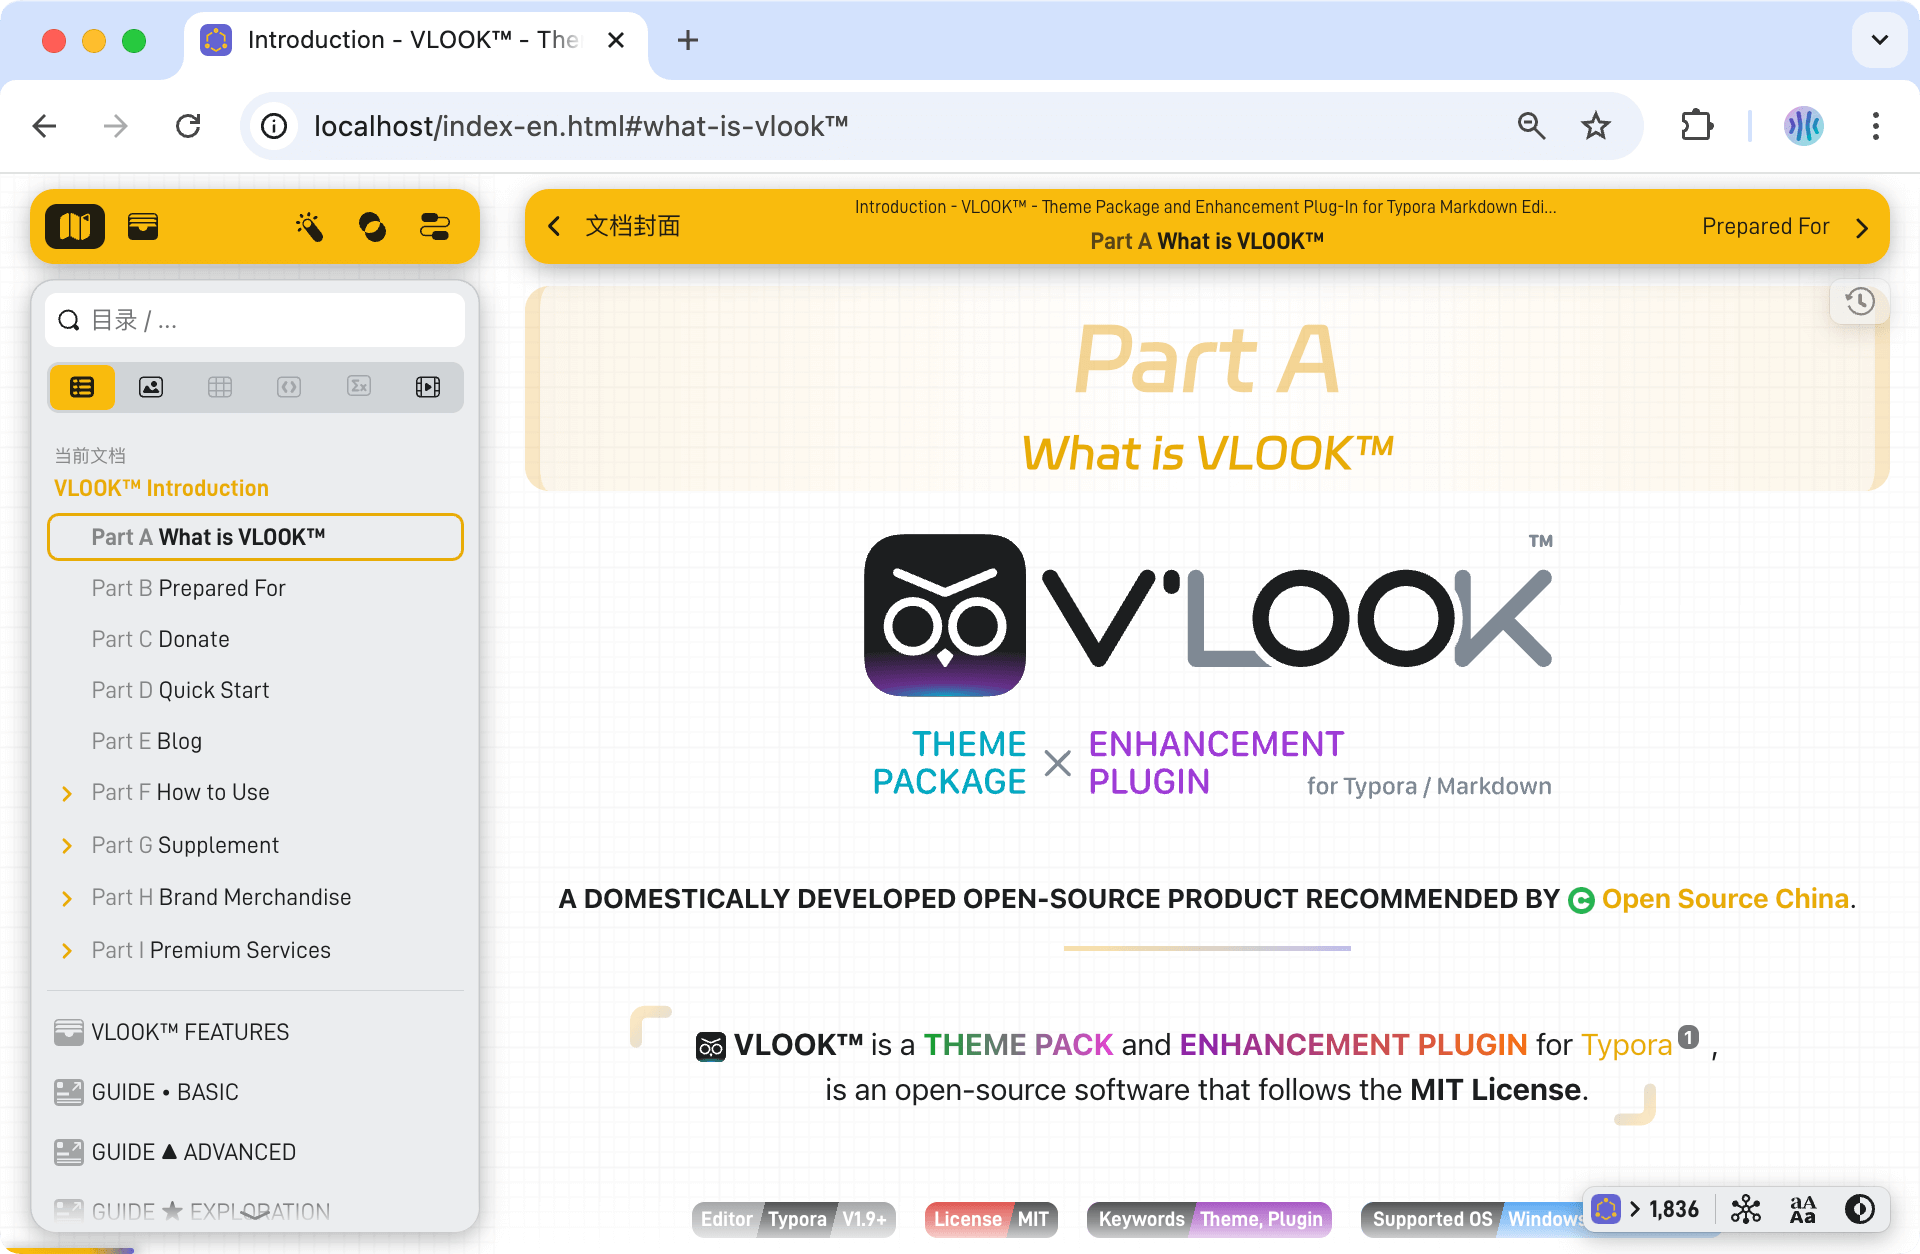 Introduction - VLOOK™ - The
localhost/index-en.html#what-is-vlook™
文档封面
Introduction - VLOOK™ - Theme Package and Enhancement Plug-In for Typora Markdown Edi...
Part A What is VLOOK™
Prepared For
目录 / ...
当前文档
VLOOK™ Introduction
Part A What is VLOOK™
Part B Prepared For
Part C Donate
Part D Quick Start
Part E Blog
Part F How to Use
Part G Supplement
Part H Brand Merchandise
Part I Premium Services
VLOOK™ FEATURES
GUIDE • BASIC
GUIDE ▲ ADVANCED
GUIDE ★ EXPLORATION
Part A
What is VLOOK™
V'LOOK™
THEME PACKAGE × ENHANCEMENT PLUGIN
for Typora / Markdown
A DOMESTICALLY DEVELOPED OPEN-SOURCE PRODUCT RECOMMENDED BY Open Source China.
VLOOK™ is a THEME PACK and ENHANCEMENT PLUGIN for Typora 1 ,
is an open-source software that follows the MIT License.
Editor Typora V1.9+ License MIT Keywords Theme, Plugin Supported OS Windows
1,836
aA
Aa